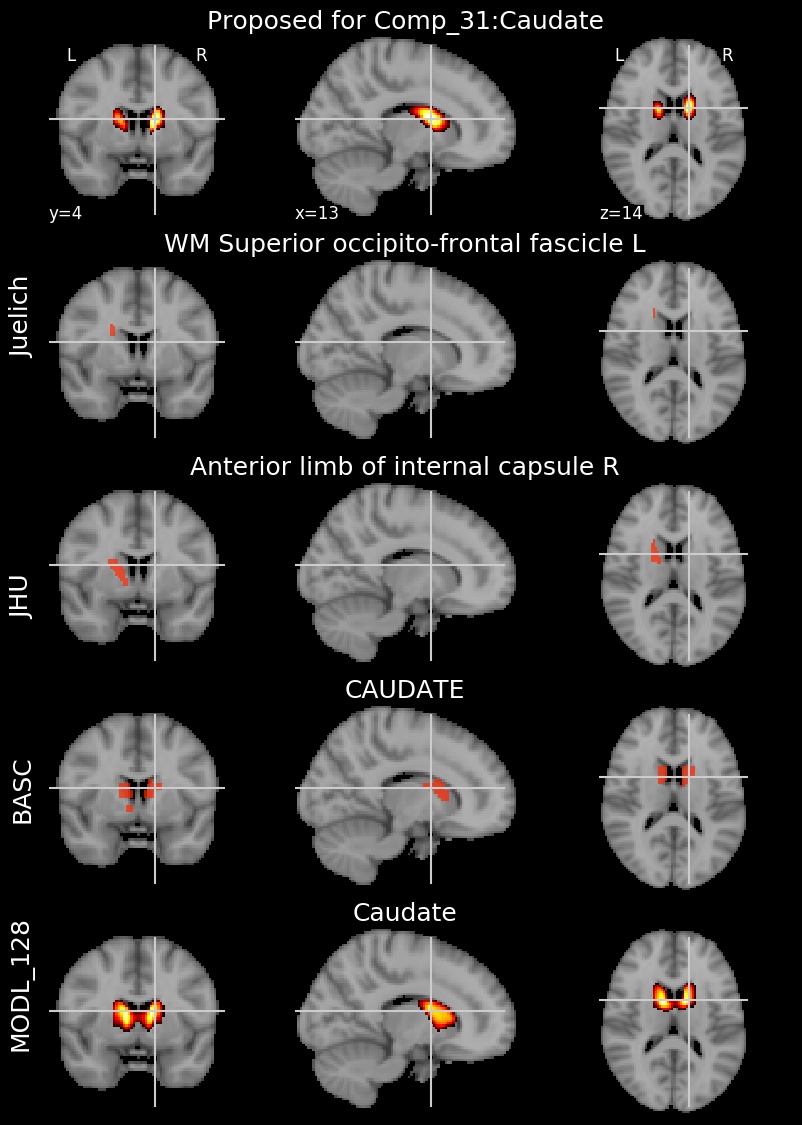 Proposed for Comp_31:Caudate
L
R
L
R
y=4
x=13
z=14
WM Superior occipito-frontal fascicle L
Juelich
Anterior limb of internal capsule R
JHU
CAUDATE
BASC
Caudate
MODL_128